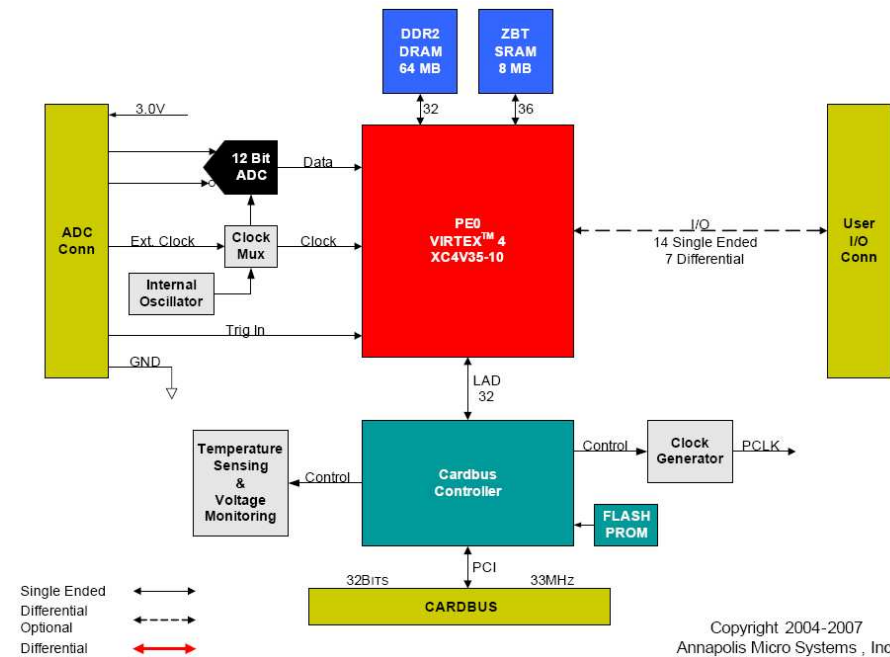 DDR2
DRAM
64 MB
ZBT
SRAM
8 MB
32
36
3.0V
12 Bit
ADC
Data
ADC
Conn
Ext. Clock
Clock
Mux
Clock
Internal
Oscillator
Trig In
GND
PE0
VIRTEX™ 4
XC4V35-10
I/O
14 Single Ended
7 Differential
User
I/O
Conn
LAD
32
Temperature
Sensing
&
Voltage
Monitoring
Control
Cardbus
Controller
Control
Clock
Generator
PCLK
FLASH
PROM
PCI
32BITS
33MHZ
CARDBUS
Single Ended
Differential
Optional
Differential
Copyright 2004-2007
Annapolis Micro Systems , Inc